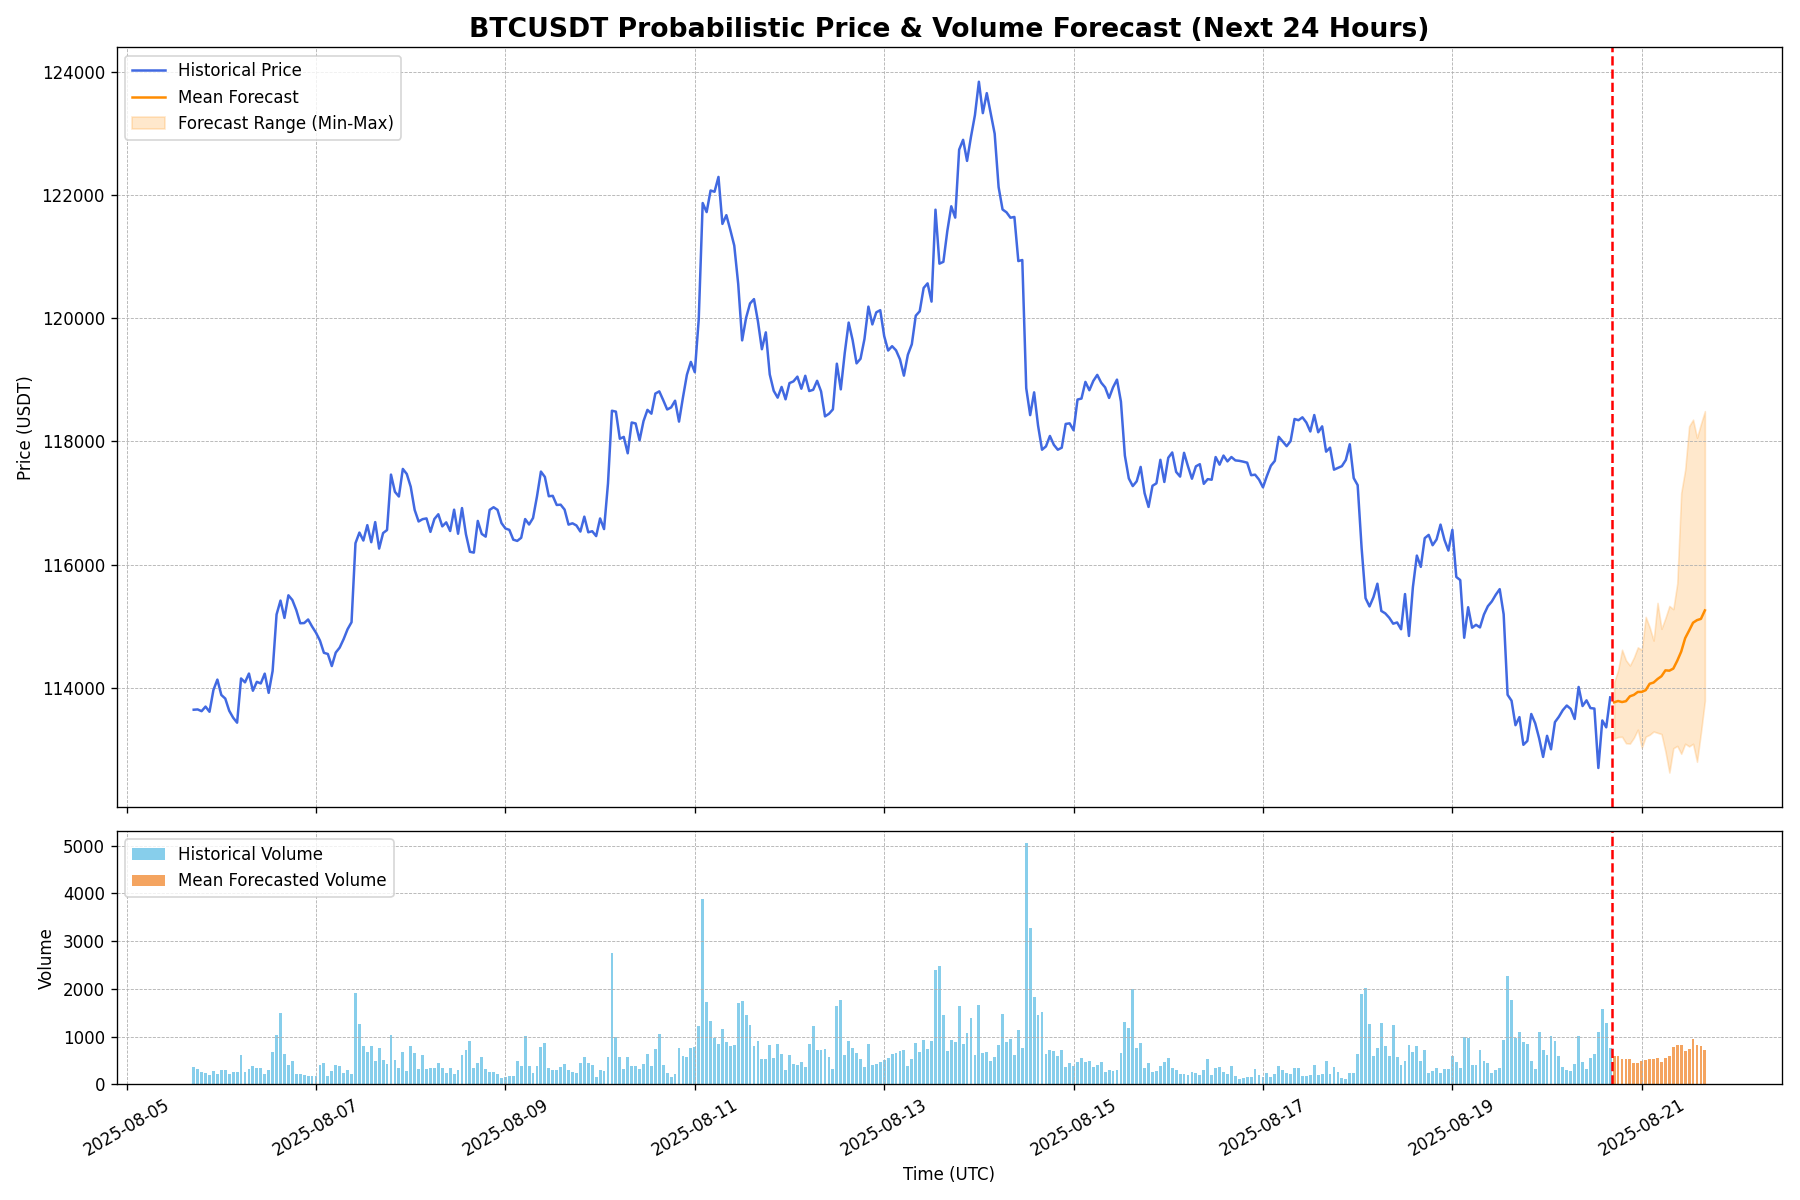 BTCUSDT Probabilistic Price & Volume Forecast (Next 24 Hours)
Historical Price
Mean Forecast
Forecast Range (Min-Max)
124000
122000
120000
118000
116000
114000
Price (USDT)
Historical Volume
Mean Forecasted Volume
5000
4000
3000
2000
1000
0
Volume
2025-08-05
2025-08-07
2025-08-09
2025-08-11
2025-08-13
2025-08-15
2025-08-17
2025-08-19
2025-08-21
Time (UTC)